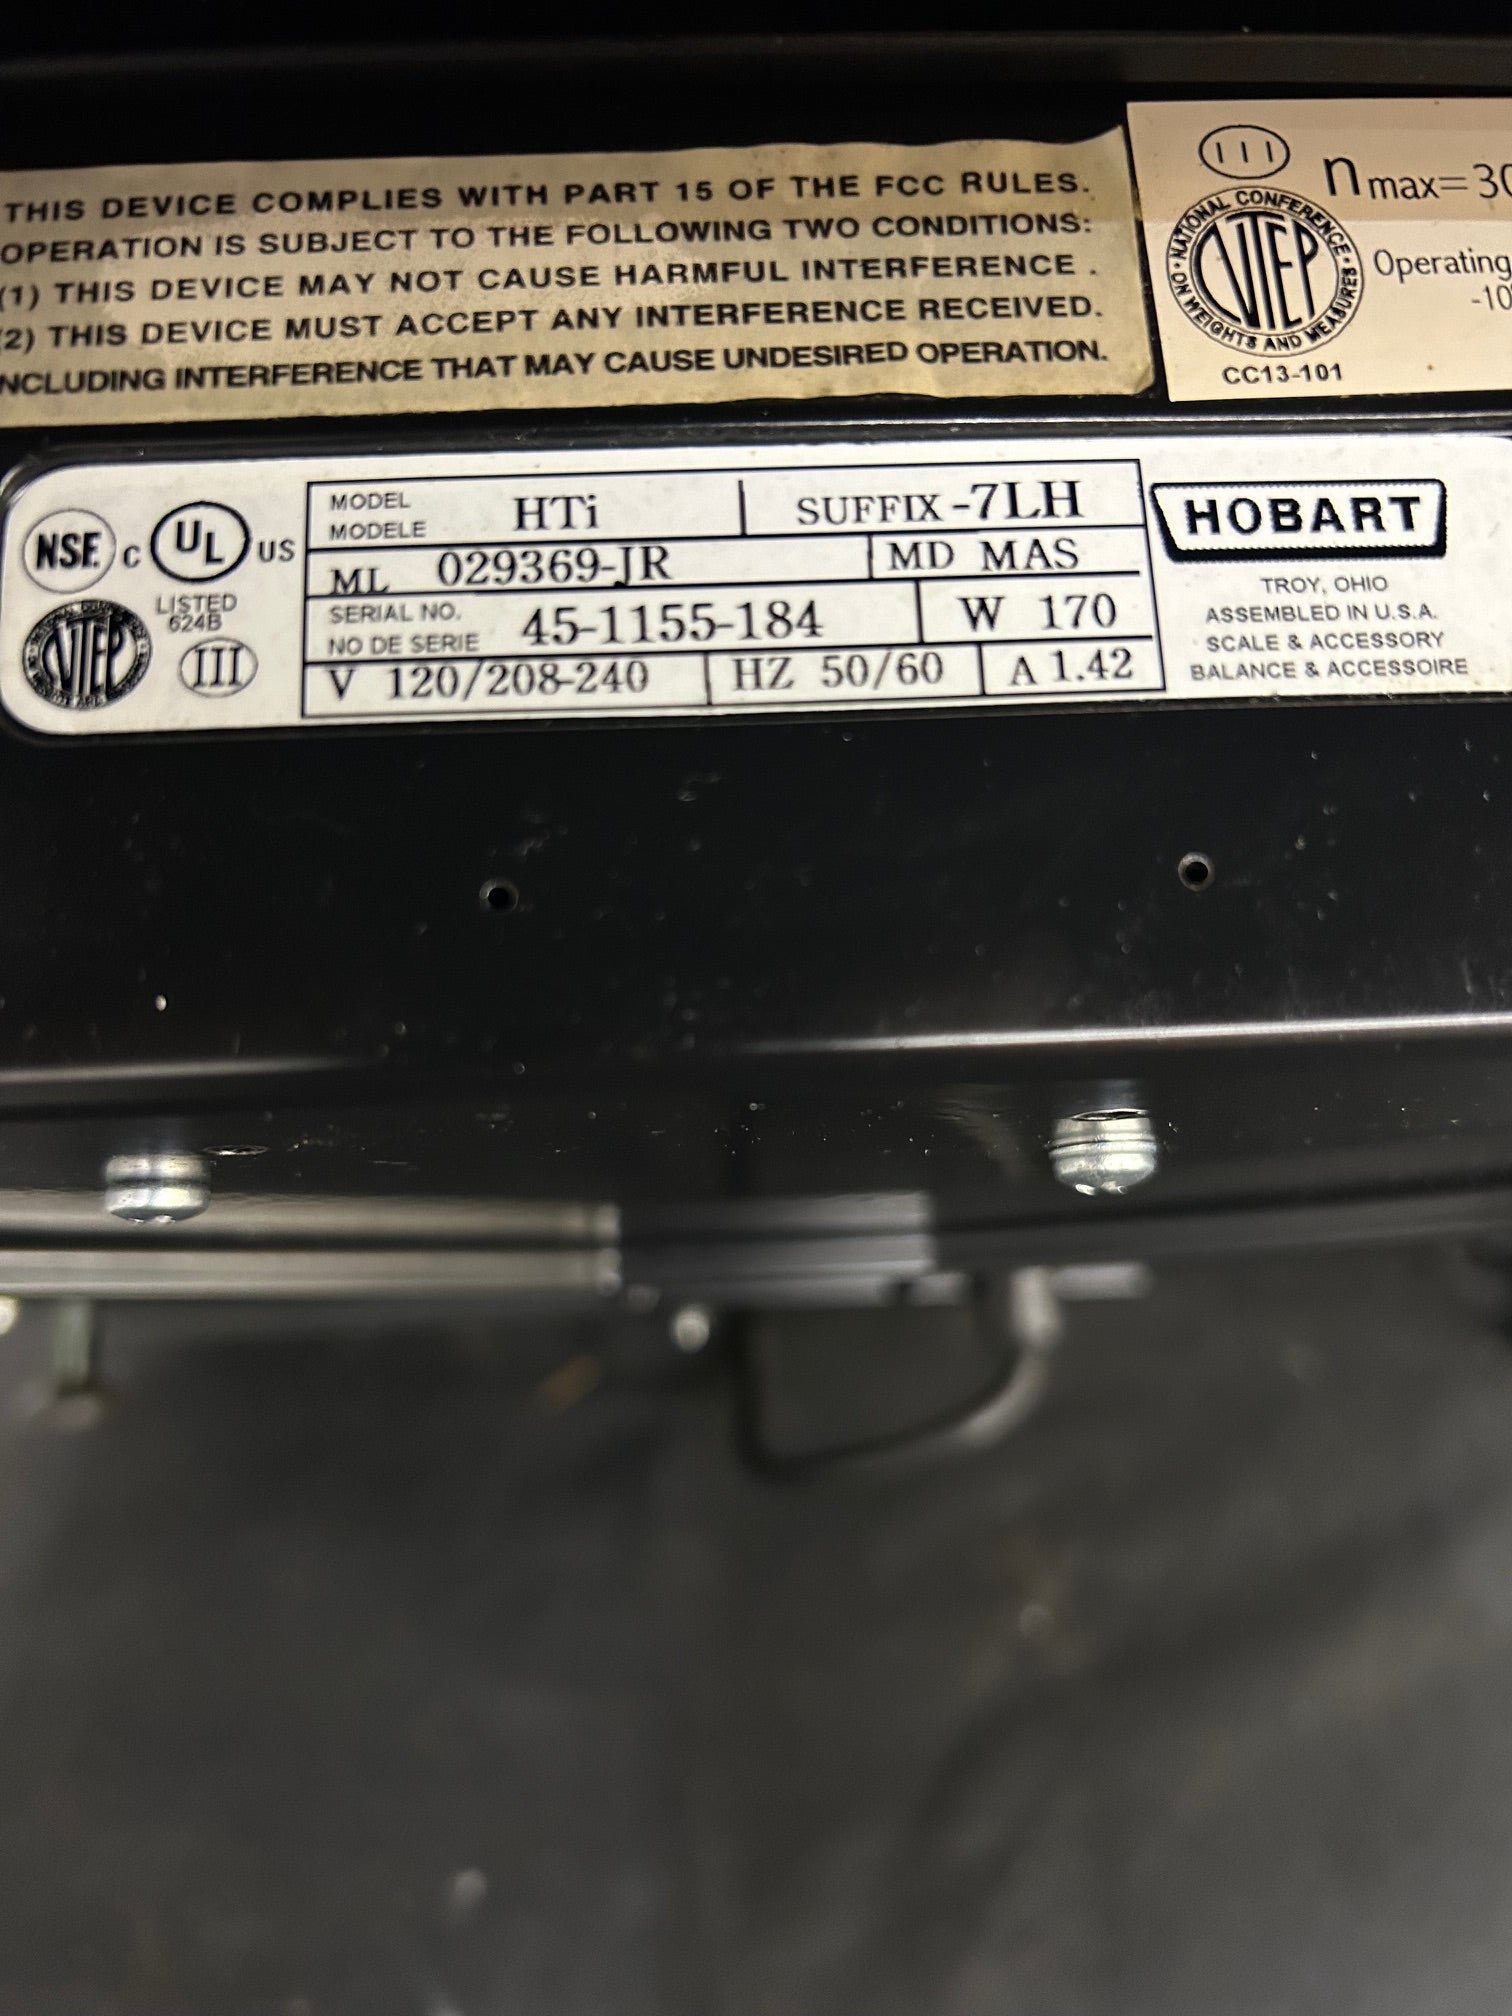 THIS DEVICE COMPLIES WITH PART 15 OF THE FCC RULES.
OPERATION IS SUBJECT TO THE FOLLOWING TWO CONDITIONS:
(1) THIS DEVICE MAY NOT CAUSE HARMFUL INTERFERENCE .
(2) THIS DEVICE MUST ACCEPT ANY INTERFERENCE RECEIVED.
INCLUDING INTERFERENCE THAT MAY CAUSE UNDESIRED OPERATION.
III
n max= 30
NATIONAL CONFERENCE ON WEIGHTS AND MEASURES
NTEP
Operating
-10
CC13-101
NSF.
C UL US
LISTED
624B
NTEP
III
MODEL
MODELE
HTi
SUFFIX -7LH
ML 029369-JR
MD MAS
SERIAL NO.
NO DE SERIE
45-1155-184
W 170
V 120/208-240
HZ 50/60
A 1.42
HOBART
TROY, OHIO
ASSEMBLED IN U.S.A.
SCALE & ACCESSORY
BALANCE & ACCESSOIRE